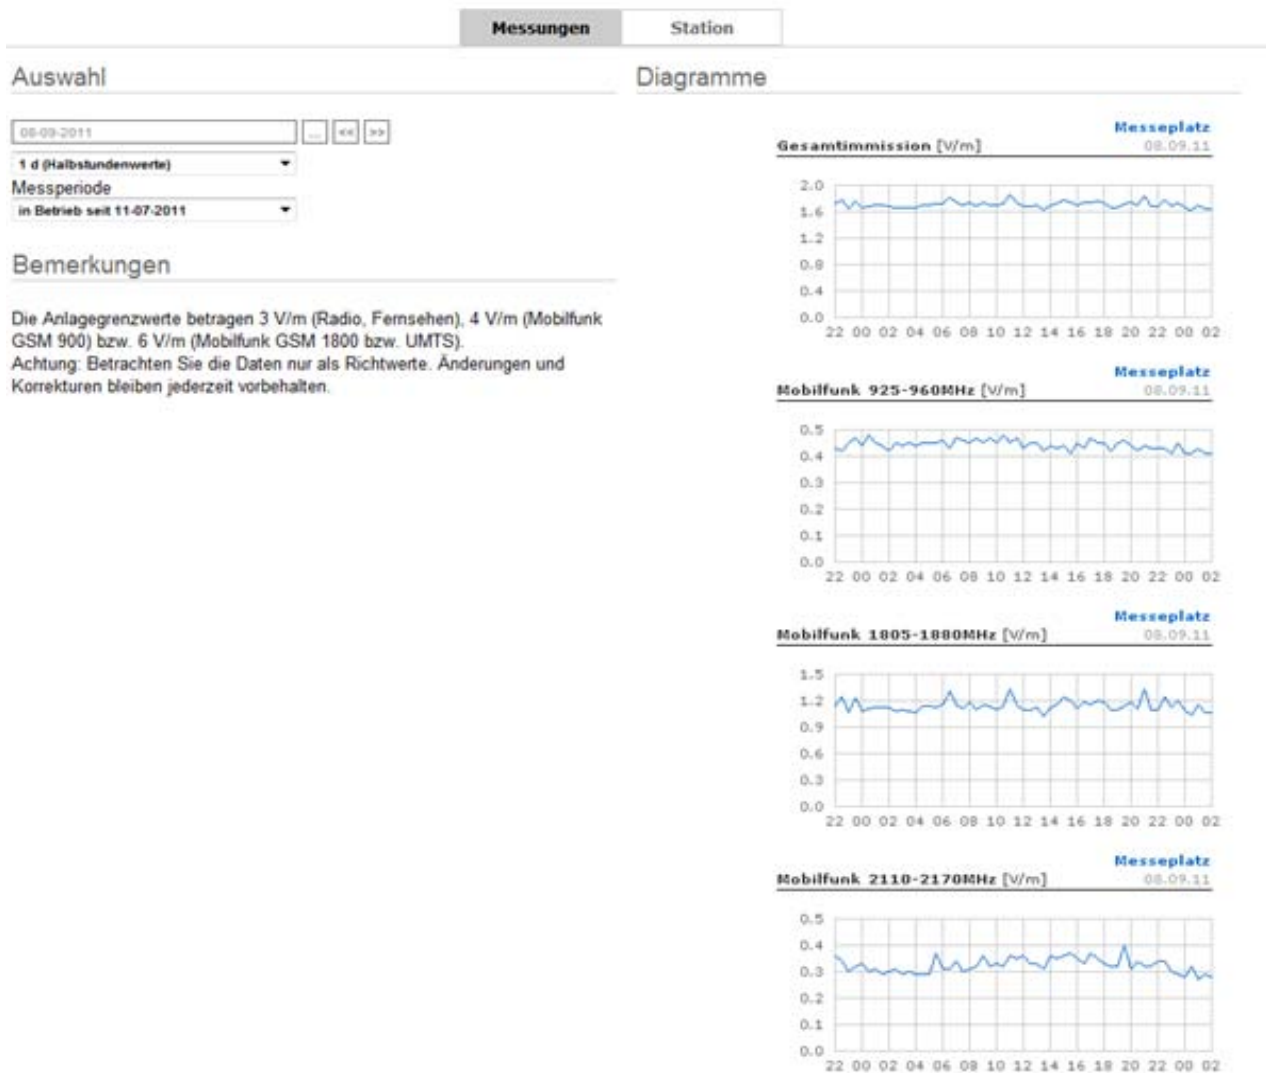 Messungen Station
Auswahl
08-09-2011 ... << >>
1 d (Halbstundenwerte)
Messperiode
in Betrieb seit 11-07-2011
Bemerkungen
Die Anlagegrenzwerte betragen 3 V/m (Radio, Fernsehen), 4 V/m (Mobilfunk
GSM 900) bzw. 6 V/m (Mobilfunk GSM 1800 bzw. UMTS).
Achtung: Betrachten Sie die Daten nur als Richtwerte. Änderungen und
Korrekturen bleiben jederzeit vorbehalten.
Diagramme
Messeplatz
Gesamtimmission [V/m] 08.09.11
2.0
1.6
1.2
0.8
0.4
0.0
22 00 02 04 06 08 10 12 14 16 18 20 22 00 02
Messeplatz
Mobilfunk 925-960MHz [V/m] 08.09.11
0.5
0.4
0.3
0.2
0.1
0.0
22 00 02 04 06 08 10 12 14 16 18 20 22 00 02
Messeplatz
Mobilfunk 1805-1880MHz [V/m] 08.09.11
1.5
1.2
0.9
0.6
0.3
0.0
22 00 02 04 06 08 10 12 14 16 18 20 22 00 02
Messeplatz
Mobilfunk 2110-2170MHz [V/m] 08.09.11
0.5
0.4
0.3
0.2
0.1
0.0
22 00 02 04 06 08 10 12 14 16 18 20 22 00 02